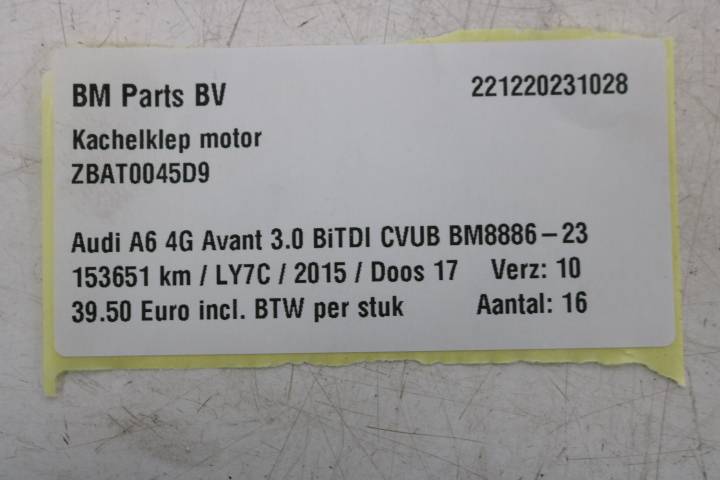 BM Parts BV 221220231028
Kachelklep motor
ZBAT0045D9
Audi A6 4G Avant 3.0 BiTDI CVUB BM8886-23
153651 km / LY7C / 2015 / Doos 17 Verz: 10
39.50 Euro incl. BTW per stuk Aantal: 16